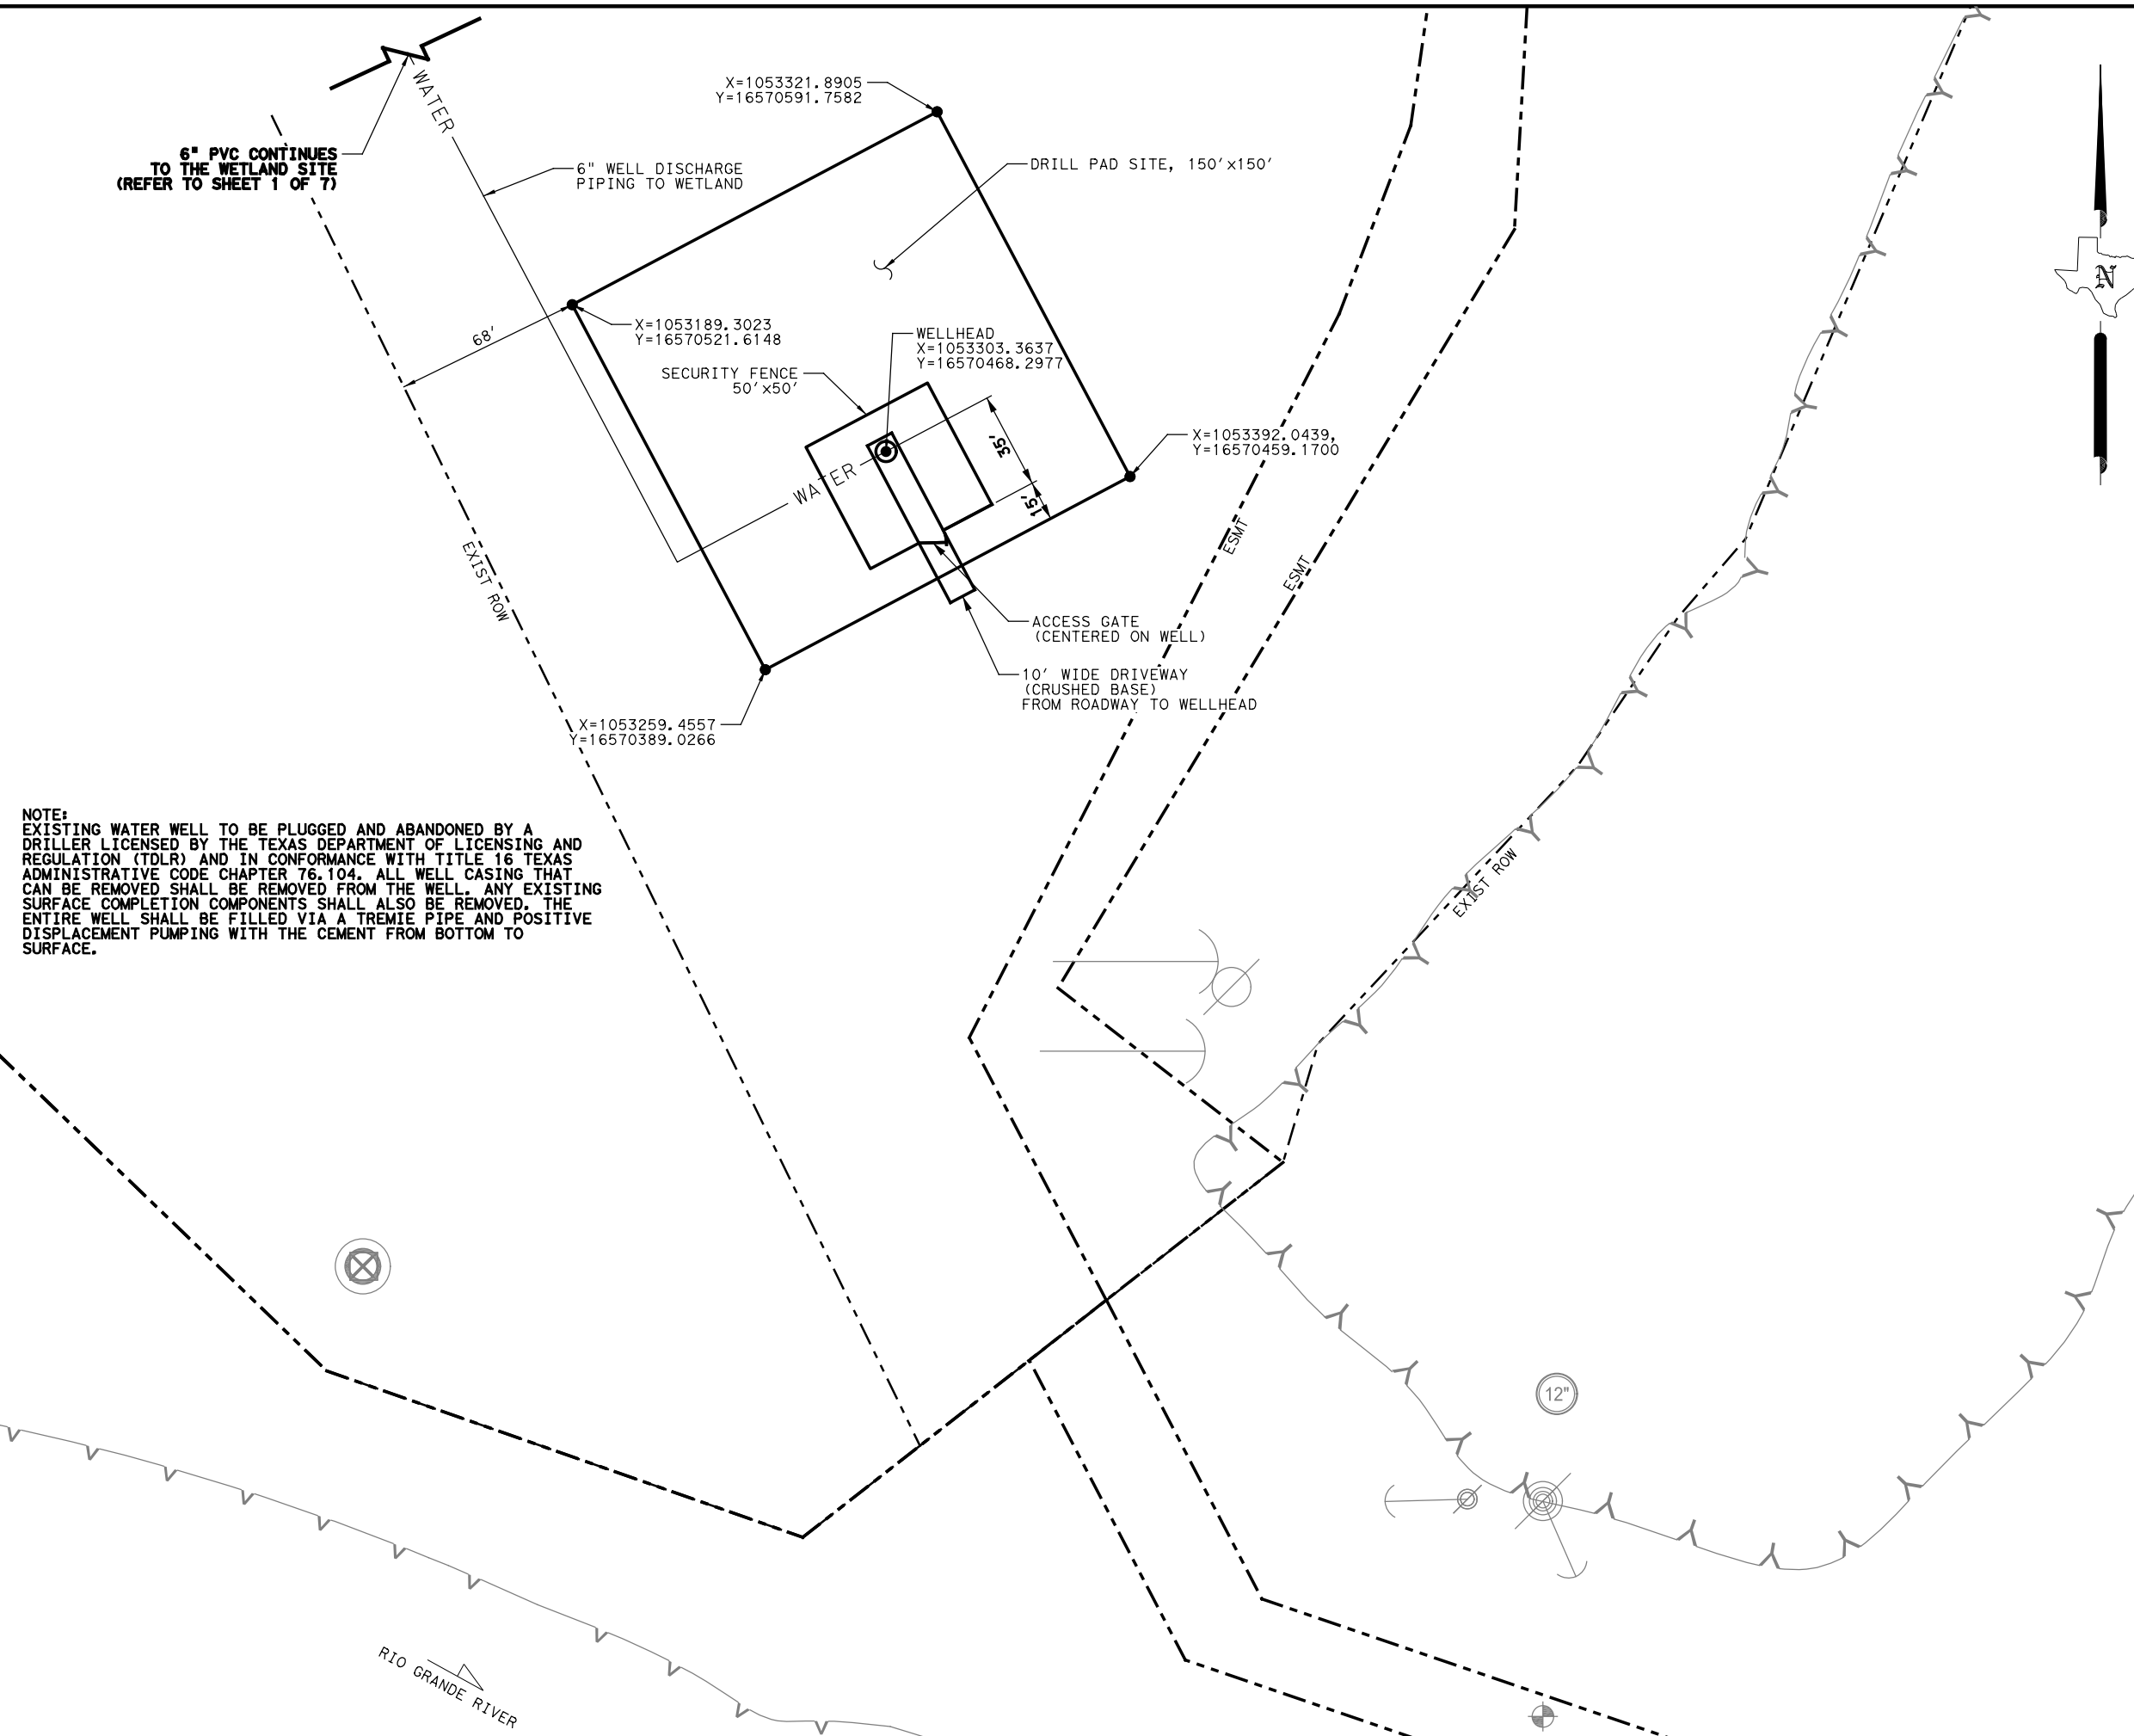 WATER
X=1053321.8905
Y=16570591.7582
6" PVC CONTINUES
TO THE WETLAND SITE
(REFER TO SHEET 1 OF 7)
6" WELL DISCHARGE
PIPING TO WETLAND
DRILL PAD SITE, 150'x150'
N
68'
X=1053189.3023
Y=16570521.6148
WELLHEAD
X=1053303.3637
Y=16570468.2977
SECURITY FENCE
50'x50'
35'
X=1053392.0439,
Y=16570459.1700
WATER
15'
EXIST ROW
ESMT
ESMT
ACCESS GATE
(CENTERED ON WELL)
10' WIDE DRIVEWAY
(CRUSHED BASE)
FROM ROADWAY TO WELLHEAD
X=1053259.4557
Y=16570389.0266
NOTE:
EXISTING WATER WELL TO BE PLUGGED AND ABANDONED BY A
DRILLER LICENSED BY THE TEXAS DEPARTMENT OF LICENSING AND
REGULATION (TDLR) AND IN CONFORMANCE WITH TITLE 16 TEXAS
ADMINISTRATIVE CODE CHAPTER 76.104. ALL WELL CASING THAT
CAN BE REMOVED SHALL BE REMOVED FROM THE WELL. ANY EXISTING
SURFACE COMPLETION COMPONENTS SHALL ALSO BE REMOVED. THE
ENTIRE WELL SHALL BE FILLED VIA A TREMIE PIPE AND POSITIVE
DISPLACEMENT PUMPING WITH THE CEMENT FROM BOTTOM TO
SURFACE.
EXIST ROW
12"
RIO GRANDE RIVER